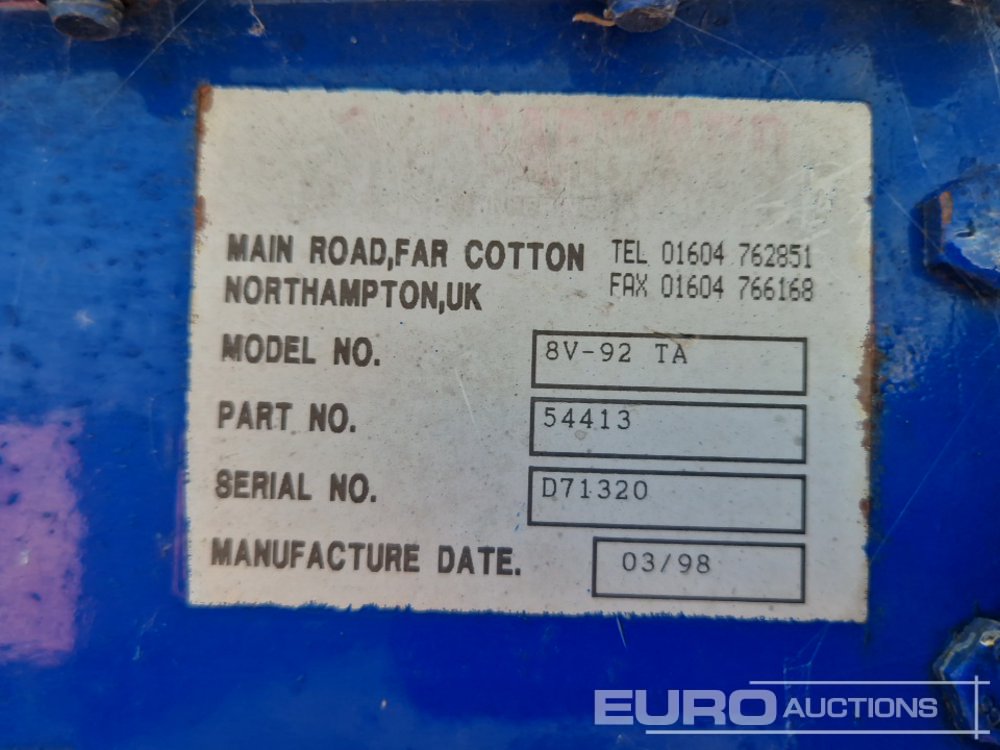 MAIN ROAD,FAR COTTON TEL 01604 762851
NORTHAMPTON,UK FAX 01604 766168
MODEL NO. 8V-92 TA
PART NO. 54413
SERIAL NO. D71320
MANUFACTURE DATE. 03/98
EURO AUCTIONS